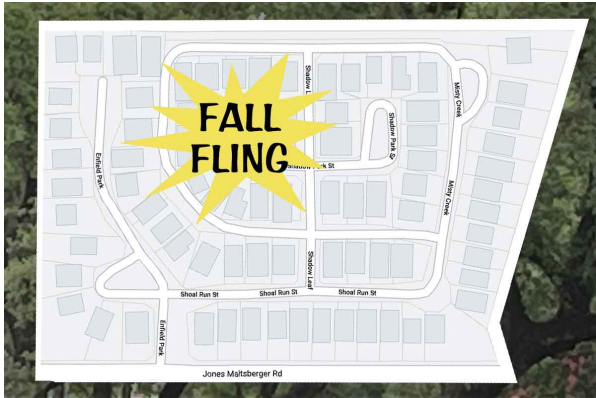 FALL
FLING
Shadow L
Shadow Park St
Shadow Park St
Misty Creek
Misty Creek
Enfield Park
Shadow Leaf
Shoal Run St
Shoal Run St
Shoal Run St
Enfield Park
Jones Maltsberger Rd